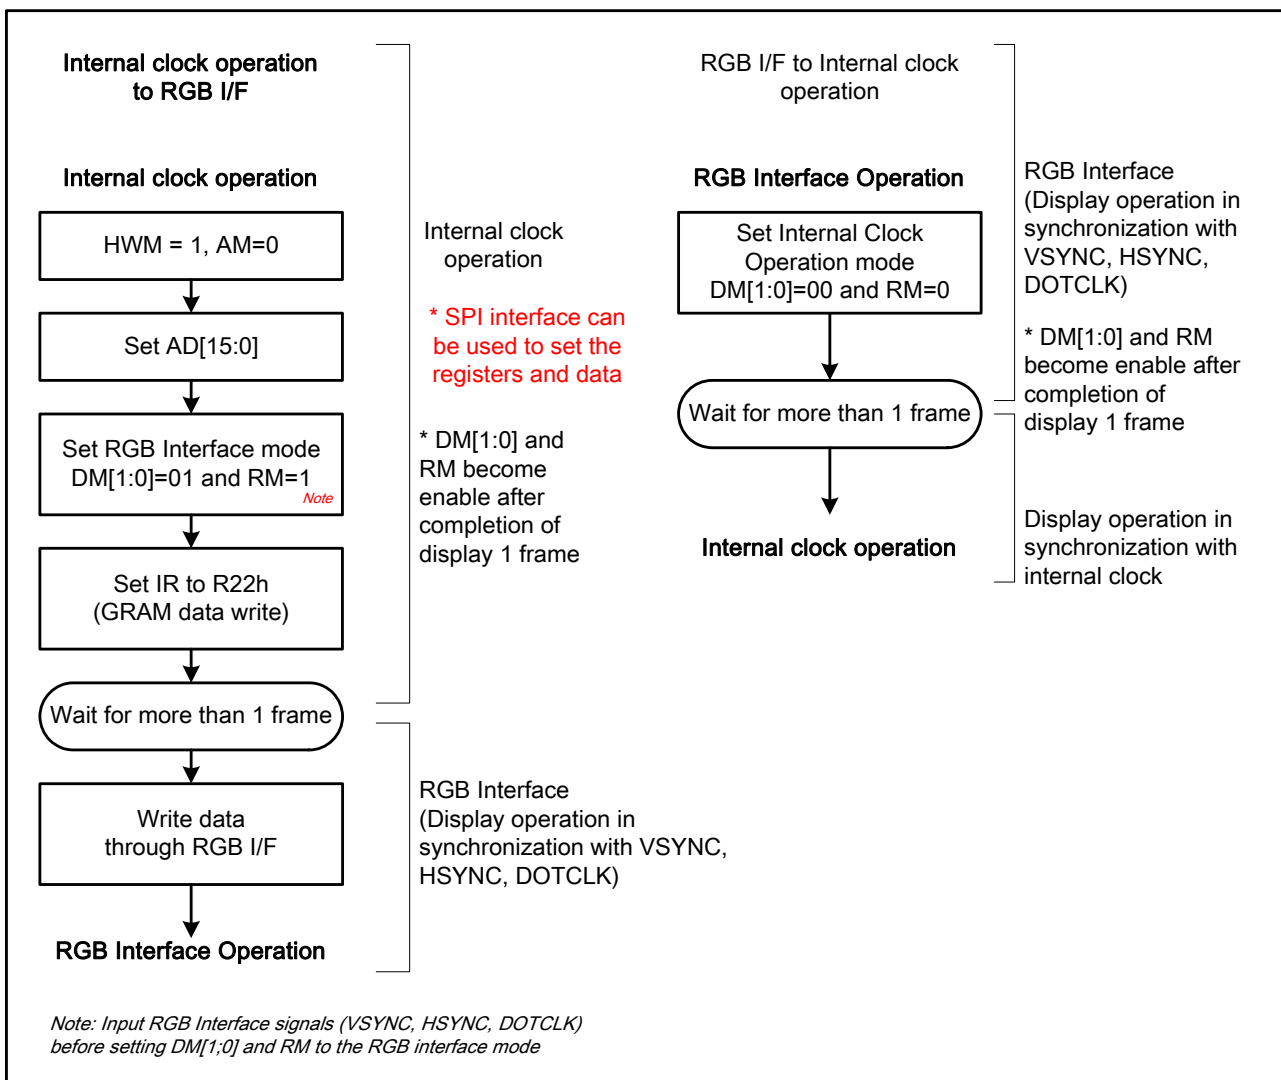 Internal clock operation
to RGB I/F
Internal clock operation
HWM = 1, AM=0
Set AD[15:0]
Set RGB Interface mode
DM[1:0]=01 and RM=1
Note
Set IR to R22h
(GRAM data write)
Wait for more than 1 frame
Write data
through RGB I/F
RGB Interface Operation
Internal clock
operation
* SPI interface can
be used to set the
registers and data
* DM[1:0] and
RM become
enable after
completion of
display 1 frame
RGB Interface
(Display operation in
synchronization with VSYNC,
HSYNC, DOTCLK)
Note: Input RGB Interface signals (VSYNC, HSYNC, DOTCLK)
before setting DM[1;0] and RM to the RGB interface mode
RGB I/F to Internal clock
operation
RGB Interface Operation
Set Internal Clock
Operation mode
DM[1:0]=00 and RM=0
Wait for more than 1 frame
Internal clock operation
RGB Interface
(Display operation in
synchronization with
VSYNC, HSYNC,
DOTCLK)
* DM[1:0] and RM
become enable after
completion of
display 1 frame
Display operation in
synchronization with
internal clock